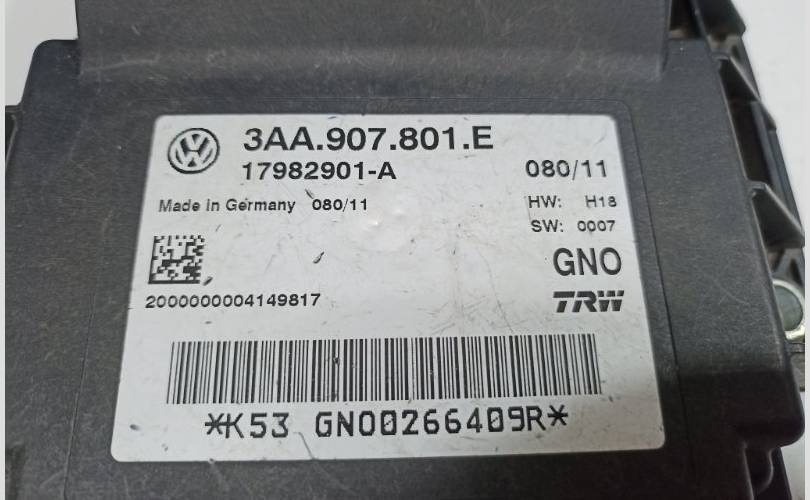 3AA.907.801.E
17982901-A 080/11
Made in Germany 080/11 HW: H18
SW: 0007
GNO
2000000004149817 TRW
*K53 GNO0266409R*